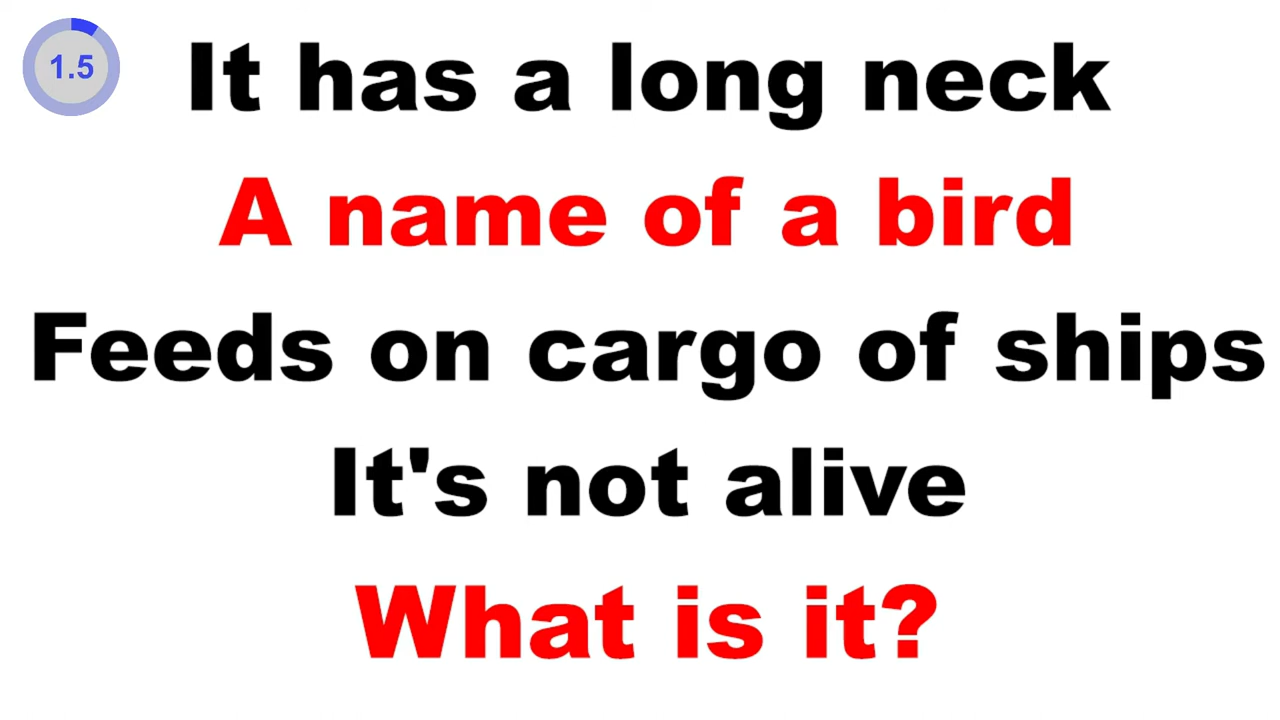 1.5
It has a long neck
A name of a bird
Feeds on cargo of ships
It's not alive
What is it?